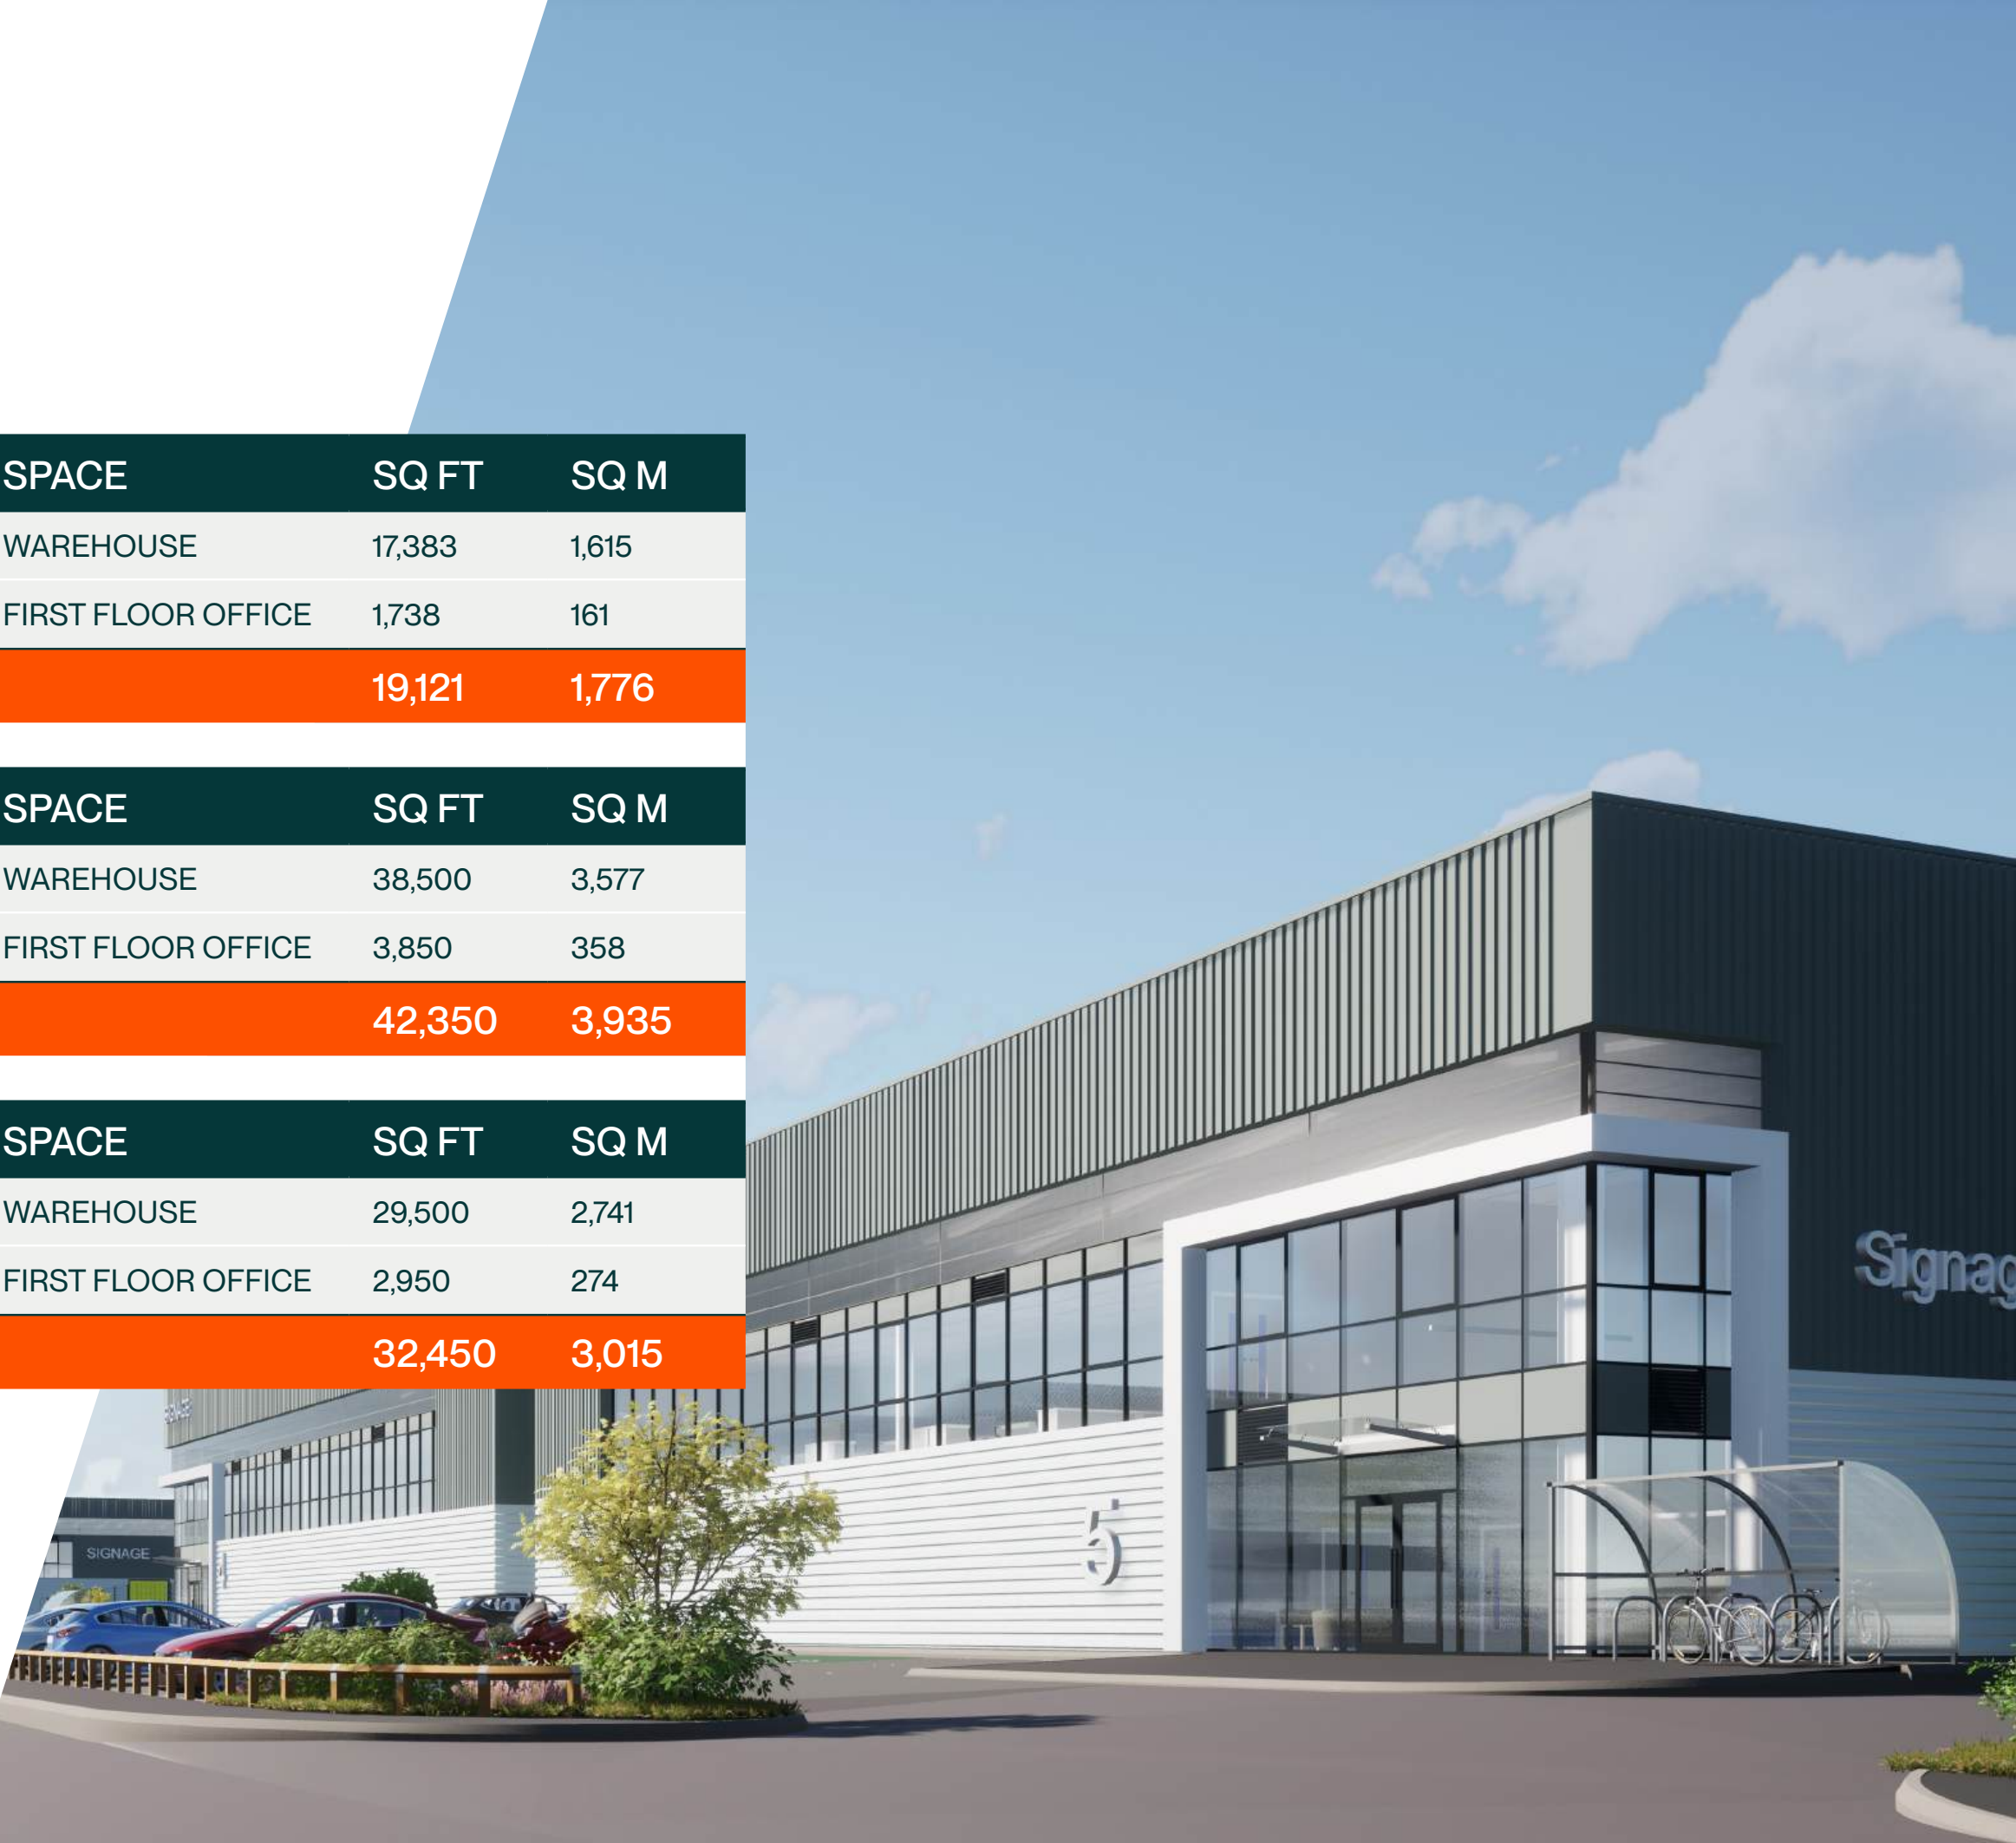 SPACE SQ FT SQ M
WAREHOUSE 17,383 1,615
FIRST FLOOR OFFICE 1,738 161
19,121 1,776
SPACE SQ FT SQ M
WAREHOUSE 38,500 3,577
FIRST FLOOR OFFICE 3,850 358
42,350 3,935
SPACE SQ FT SQ M
WAREHOUSE 29,500 2,741
FIRST FLOOR OFFICE 2,950 274
32,450 3,015
Signag
5
SIGNAGE